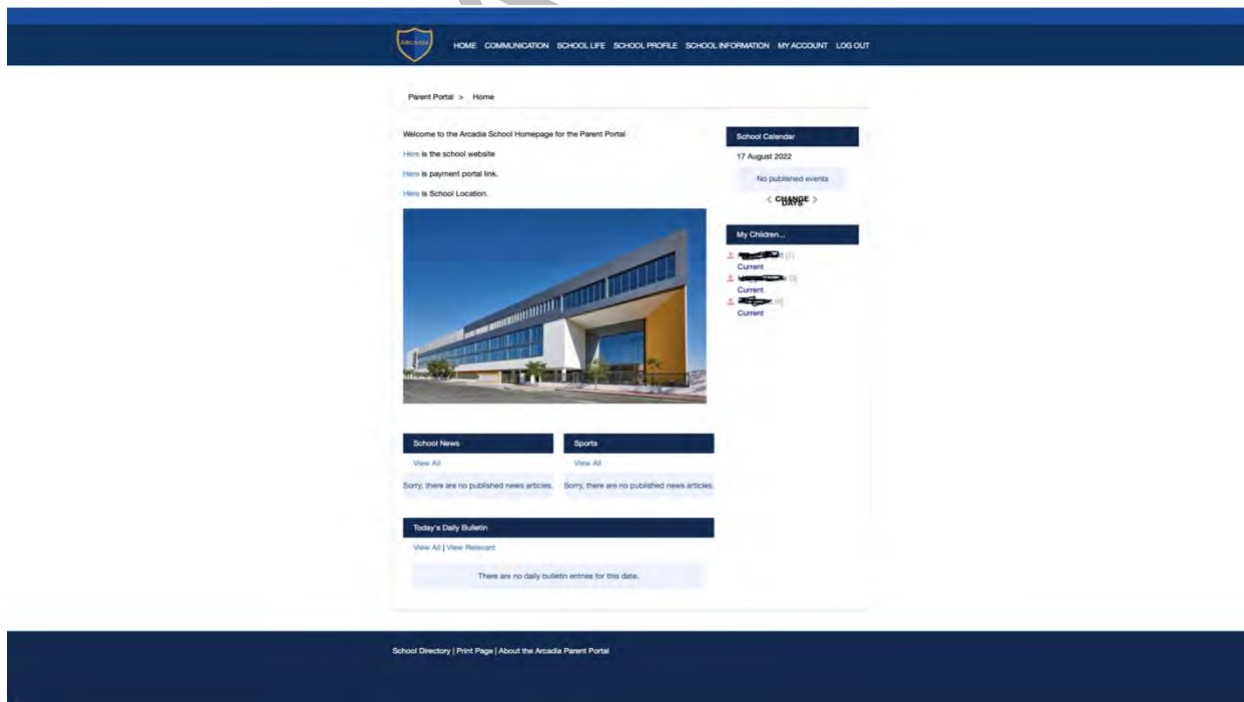 ARCADIA
HOME COMMUNICATION SCHOOL LIFE SCHOOL PROFILE SCHOOL INFORMATION MY ACCOUNT LOG OUT
Parent Portal > Home
Welcome to the Arcadia School Homepage for the Parent Portal
Here is the school website
Here is payment portal link.
Here is School Location.
School News
View All
Sorry, there are no published news articles.
Sports
View All
Sorry, there are no published news articles.
Today's Daily Bulletin
View All | View Relevant
There are no daily bulletin entries for this date.
School Calendar
17 August 2022
No published events
< CHANGE DAYS >
My Children...
Current
Current
Current
School Directory | Print Page | About the Arcadia Parent Portal